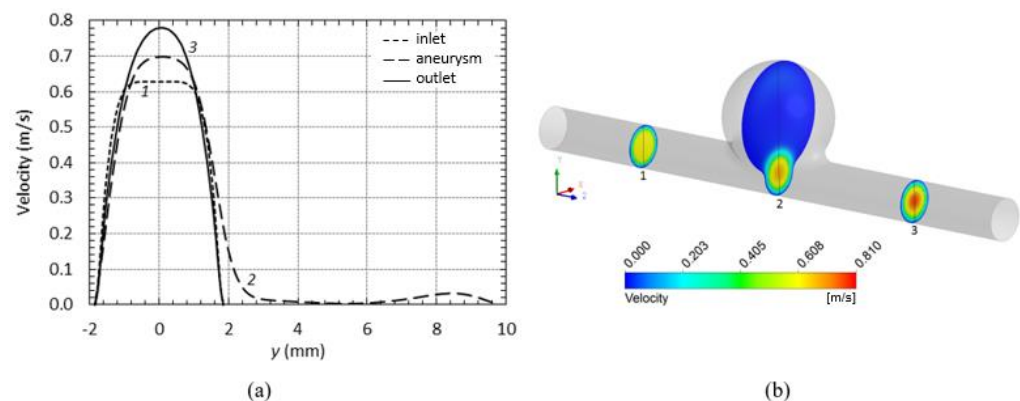 0.8
0.7
0.6
0.5
0.4
0.3
0.2
0.1
0.0
Velocity (m/s)
-2 0 2 4 6 8 10
y (mm)
inlet
aneurysm
outlet
3
1
2
(a)
1
2
3
Y
X
Z
0.000 0.203 0.405 0.608 0.810
Velocity [m/s]
(b)